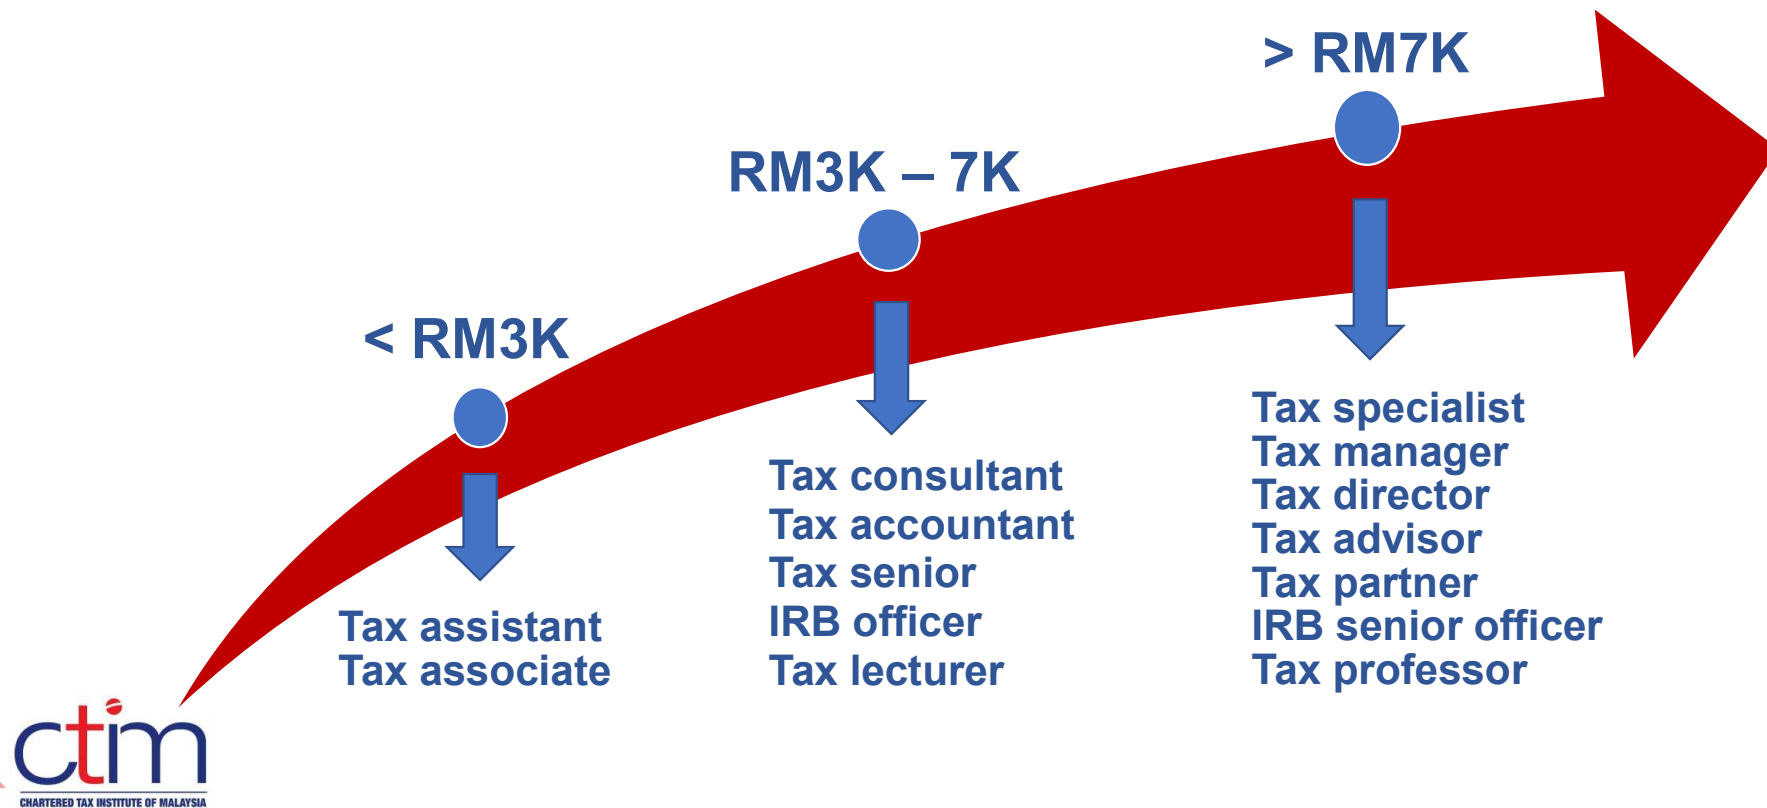 < RM3K
Tax assistant
Tax associate
RM3K – 7K
Tax consultant
Tax accountant
Tax senior
IRB officer
Tax lecturer
> RM7K
Tax specialist
Tax manager
Tax director
Tax advisor
Tax partner
IRB senior officer
Tax professor
ctim
CHARTERED TAX INSTITUTE OF MALAYSIA